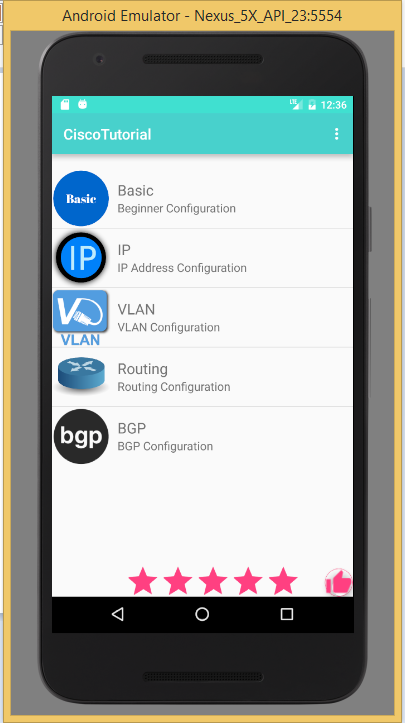 Android Emulator - Nexus_5X_API_23:5554
LTE 12:36
CiscoTutorial
Basic
Basic
Beginner Configuration
IP
IP
IP Address Configuration
V
VLAN
VLAN
VLAN Configuration
Routing
Routing Configuration
bgp
BGP
BGP Configuration